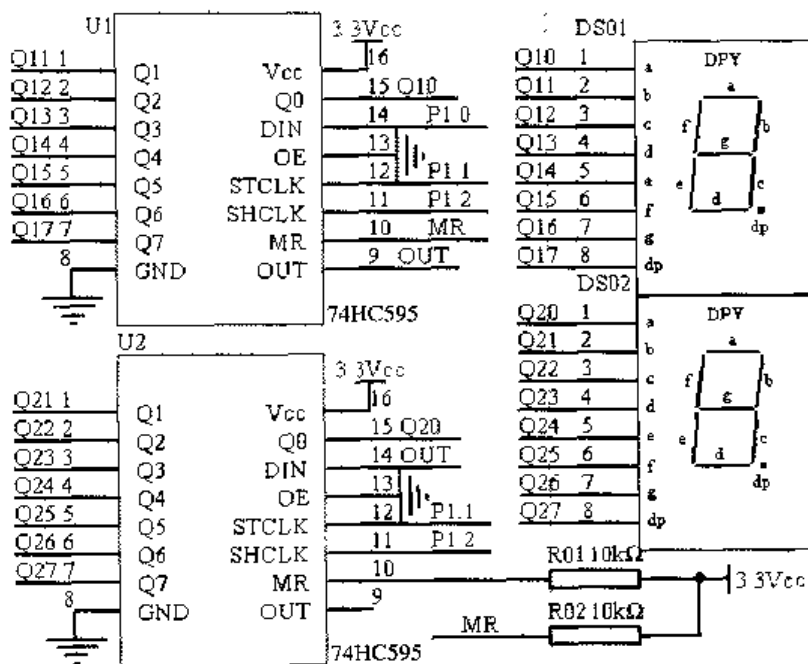 U1
3.3Vcc
Q11 1 Q1 Vcc 16
Q12 2 Q2 Q0 15 Q10
Q13 3 Q3 DIN 14 P1.0
Q14 4 Q4 OE 13
Q15 5 Q5 STCLK 12 P1.1
Q16 6 Q6 SHCLK 11 P1.2
Q17 7 Q7 MR 10 MR
8 GND OUT 9 OUT
74HC595
DS01
DPY
Q10 1 a
Q11 2 b
Q12 3 c
Q13 4 d
Q14 5 e
Q15 6 f
Q16 7 g
Q17 8 dp
a
f b
g
e c
d
dp
U2
3.3Vcc
Q21 1 Q1 Vcc 16
Q22 2 Q2 Q0 15 Q20
Q23 3 Q3 DIN 14 OUT
Q24 4 Q4 OE 13
Q25 5 Q5 STCLK 12 P1.1
Q26 6 Q6 SHCLK 11 P1.2
Q27 7 Q7 MR 10
8 GND OUT 9
74HC595
DS02
DPY
Q20 1 a
Q21 2 b
Q22 3 c
Q23 4 d
Q24 5 e
Q25 6 f
Q26 7 g
Q27 8 dp
a
f b
g
e c
d
dp
R01 10kΩ
3.3Vcc
MR R02 10kΩ